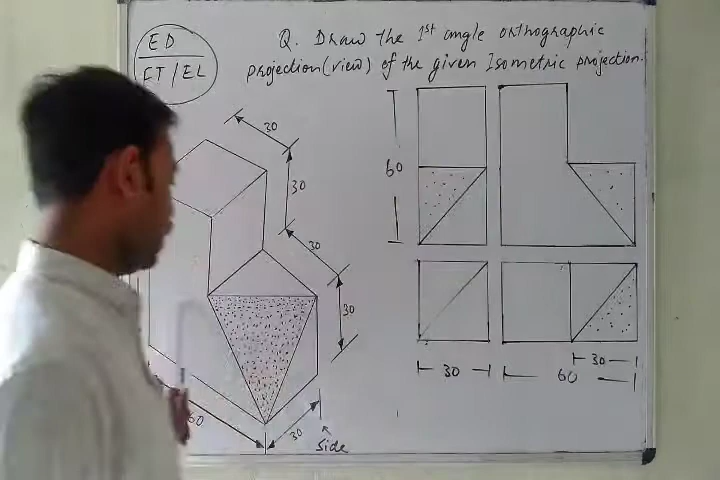 ED
ET/EL
Q. Draw the 1st angle orthographic
projection(view) of the given Isometric projection.
30
30
30
30
60
30
Side
60
30
30
60